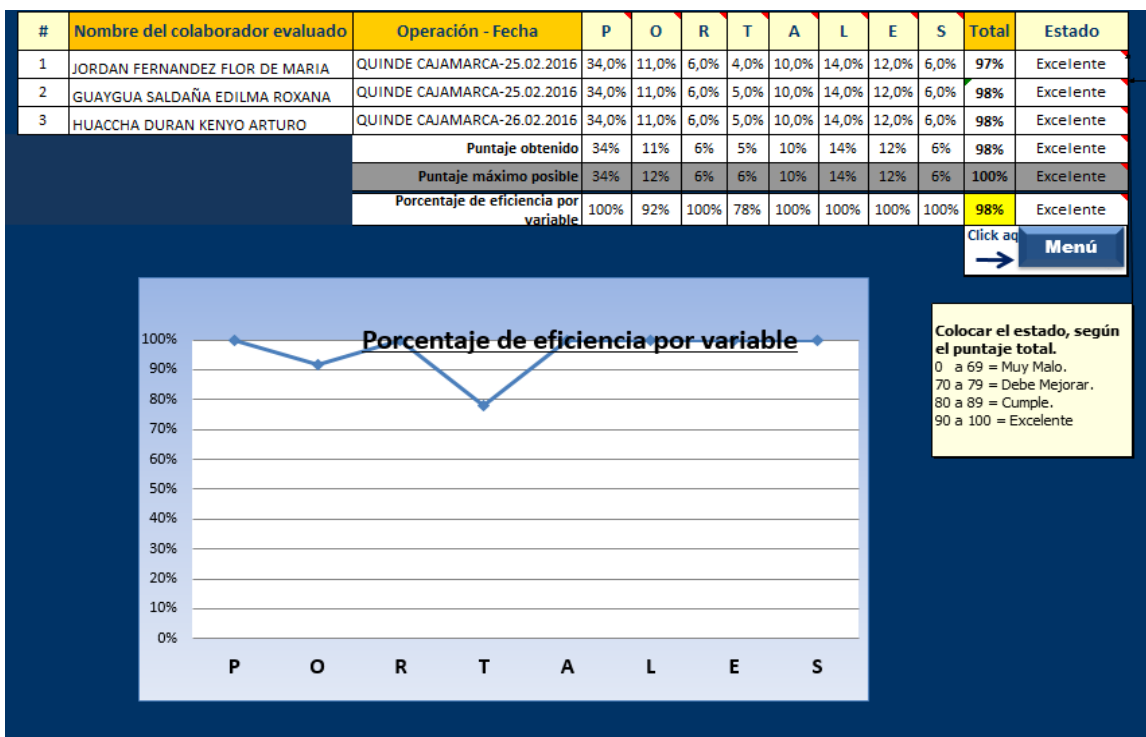 # Nombre del colaborador evaluado Operación - Fecha P O R T A L E S Total Estado
1 JORDAN FERNANDEZ FLOR DE MARIA QUINDE CAJAMARCA-25.02.2016 34,0% 11,0% 6,0% 4,0% 10,0% 14,0% 12,0% 6,0% 97% Excelente
2 GUAYGUA SALDAÑA EDILMA ROXANA QUINDE CAJAMARCA-25.02.2016 34,0% 11,0% 6,0% 5,0% 10,0% 14,0% 12,0% 6,0% 98% Excelente
3 HUACCHA DURAN KENYO ARTURO QUINDE CAJAMARCA-26.02.2016 34,0% 11,0% 6,0% 5,0% 10,0% 14,0% 12,0% 6,0% 98% Excelente
Puntaje obtenido 34% 11% 6% 5% 10% 14% 12% 6% 98% Excelente
Puntaje máximo posible 34% 12% 6% 6% 10% 14% 12% 6% 100% Excelente
Porcentaje de eficiencia por
variable 100% 92% 100% 78% 100% 100% 100% 100% 98% Excelente
Click aq
Menú
Porcentaje de eficiencia por variable
100%
90%
80%
70%
60%
50%
40%
30%
20%
10%
0%
P O R T A L E S
Colocar el estado, según
el puntaje total.
0 a 69 = Muy Malo.
70 a 79 = Debe Mejorar.
80 a 89 = Cumple.
90 a 100 = Excelente